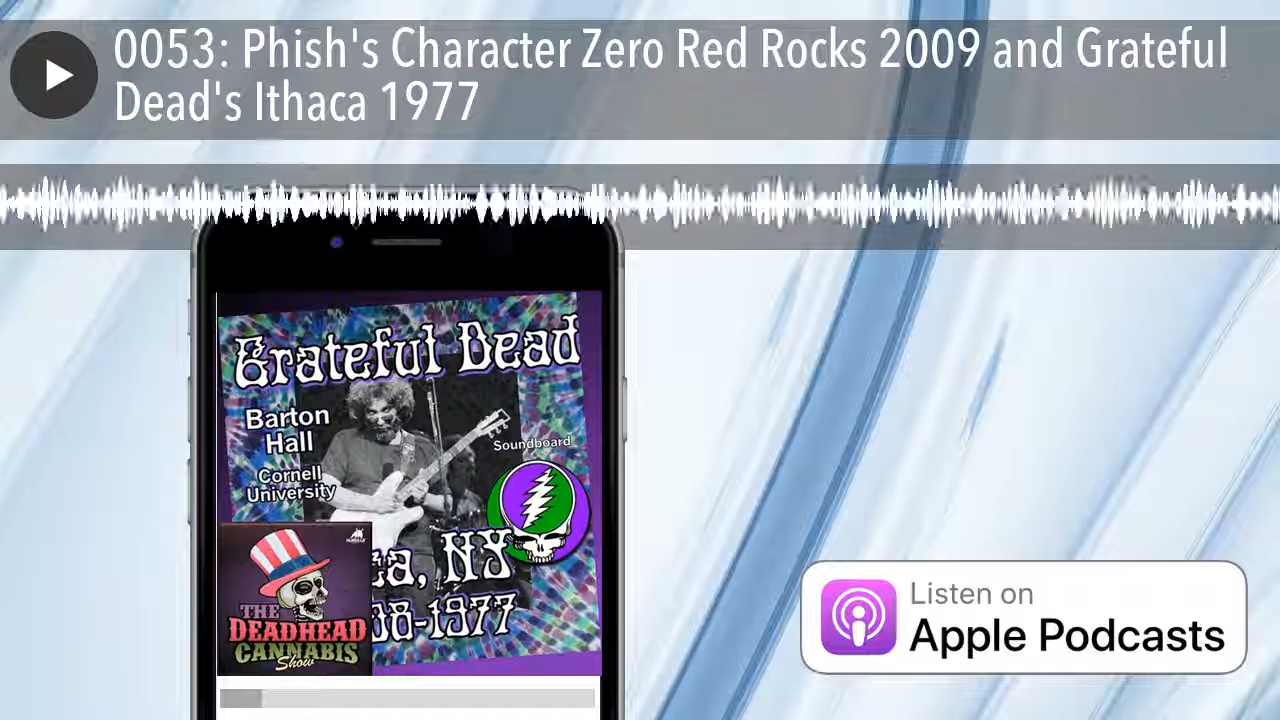 0053: Phish's Character Zero Red Rocks 2009 and Grateful
Dead's Ithaca 1977
Grateful Dead
Barton
Hall
Soundboard
Cornell
University
a, NY
08-1977
THE
DEADHEAD
CANNABIS
Show
Listen on
Apple Podcasts